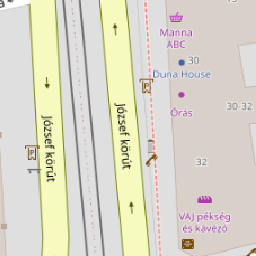 Manna
ABC
30
Duna House
Órás
30-32
József körút
József körút
32
VAJ pékség
és kávézó